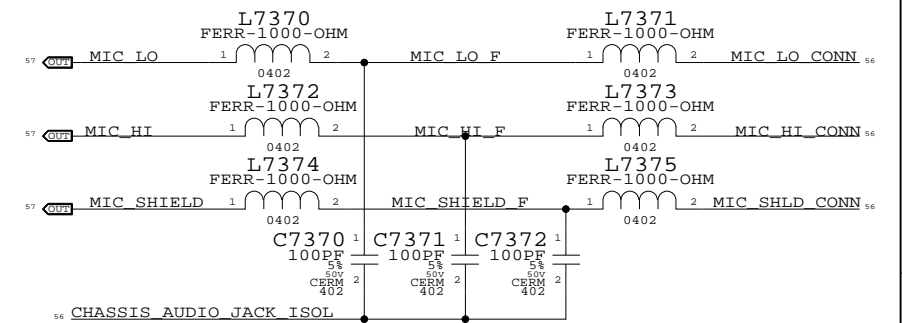 L7370
FERR-1000-OHM
57 OUT MIC_LO 1 2 MIC_LO_F
0402
L7371
FERR-1000-OHM
1 2 MIC_LO_CONN 56
0402
L7372
FERR-1000-OHM
57 OUT MIC_HI 1 2 MIC_HI_F
0402
L7373
FERR-1000-OHM
1 2 MIC_HI_CONN 56
0402
L7374
FERR-1000-OHM
57 OUT MIC_SHIELD 1 2 MIC_SHIELD_F
0402
L7375
FERR-1000-OHM
1 2 MIC_SHLD_CONN 56
0402
C7370 1
100PF
5%
50V
CERM 2
402
C7371 1
100PF
5%
50V
CERM 2
402
C7372 1
100PF
5%
50V
CERM 2
402
56 CHASSIS_AUDIO_JACK_ISOL